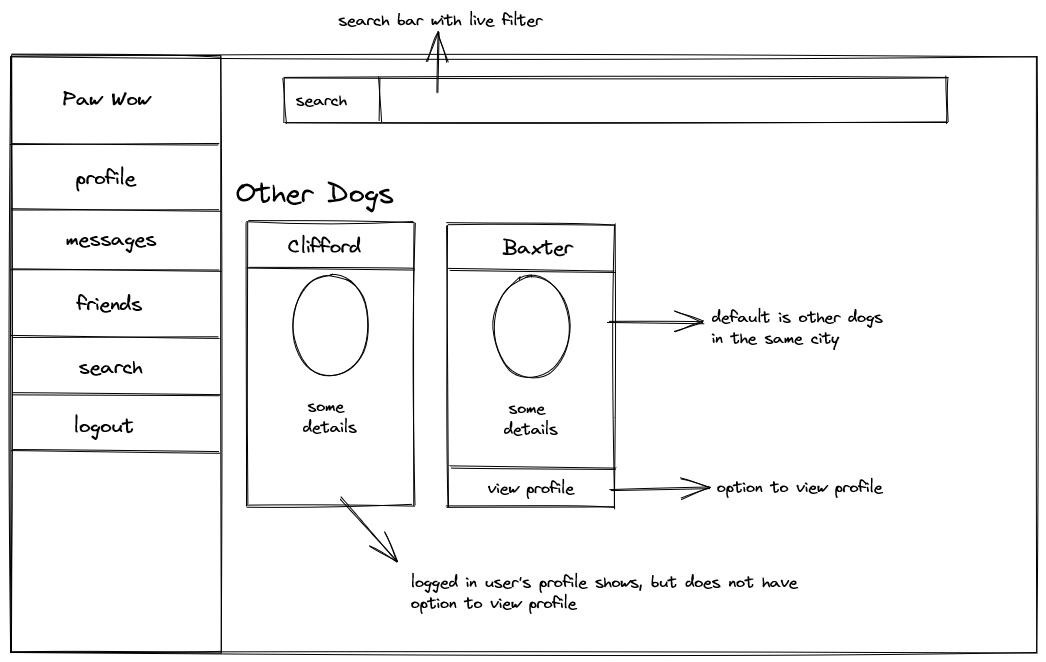 search bar with live filter
Paw Wow
search
profile
messages
friends
search
logout
Other Dogs
Clifford
some
details
Baxter
some
details
view profile
default is other dogs
in the same city
option to view profile
logged in user's profile shows, but does not have
option to view profile